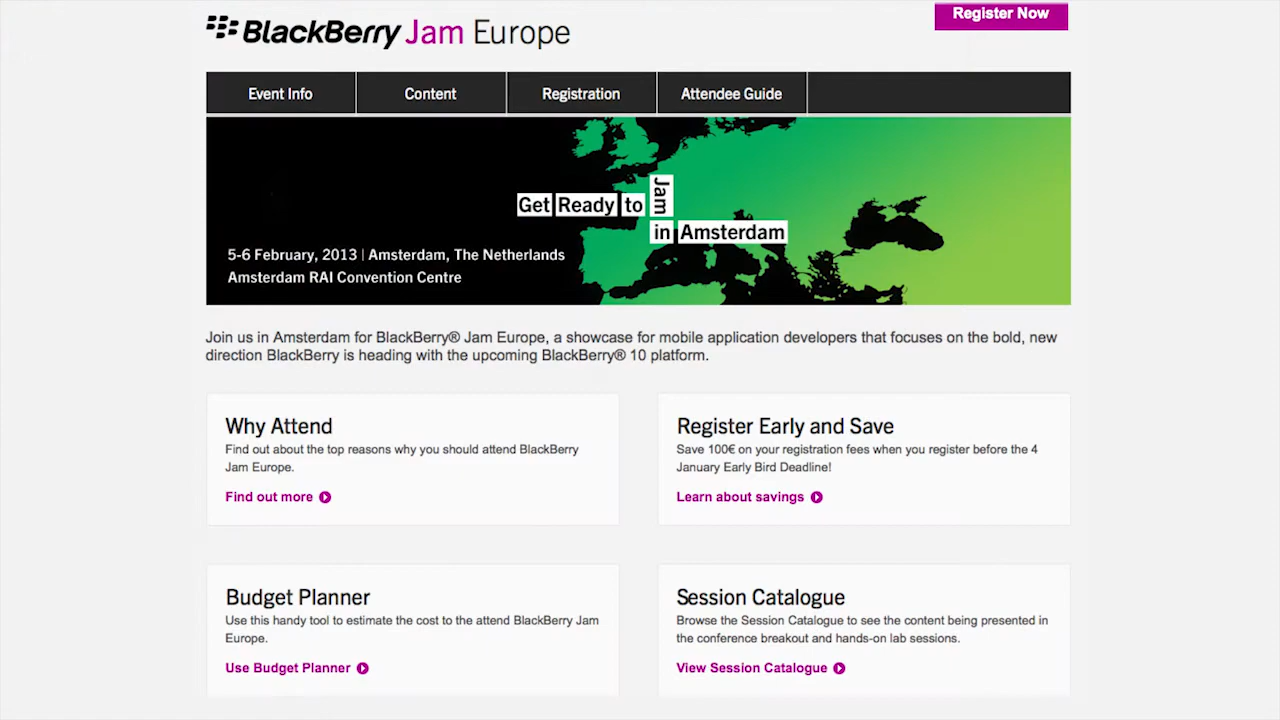 BlackBerry Jam Europe
Register Now
Event Info
Content
Registration
Attendee Guide
Get Ready to Jam
in Amsterdam
5-6 February, 2013 | Amsterdam, The Netherlands
Amsterdam RAI Convention Centre
Join us in Amsterdam for BlackBerry® Jam Europe, a showcase for mobile application developers that focuses on the bold, new
direction BlackBerry is heading with the upcoming BlackBerry® 10 platform.
Why Attend
Find out about the top reasons why you should attend BlackBerry
Jam Europe.
Find out more
Register Early and Save
Save 100€ on your registration fees when you register before the 4
January Early Bird Deadline!
Learn about savings
Budget Planner
Use this handy tool to estimate the cost to the attend BlackBerry Jam
Europe.
Use Budget Planner
Session Catalogue
Browse the Session Catalogue to see the content being presented in
the conference breakout and hands-on lab sessions.
View Session Catalogue